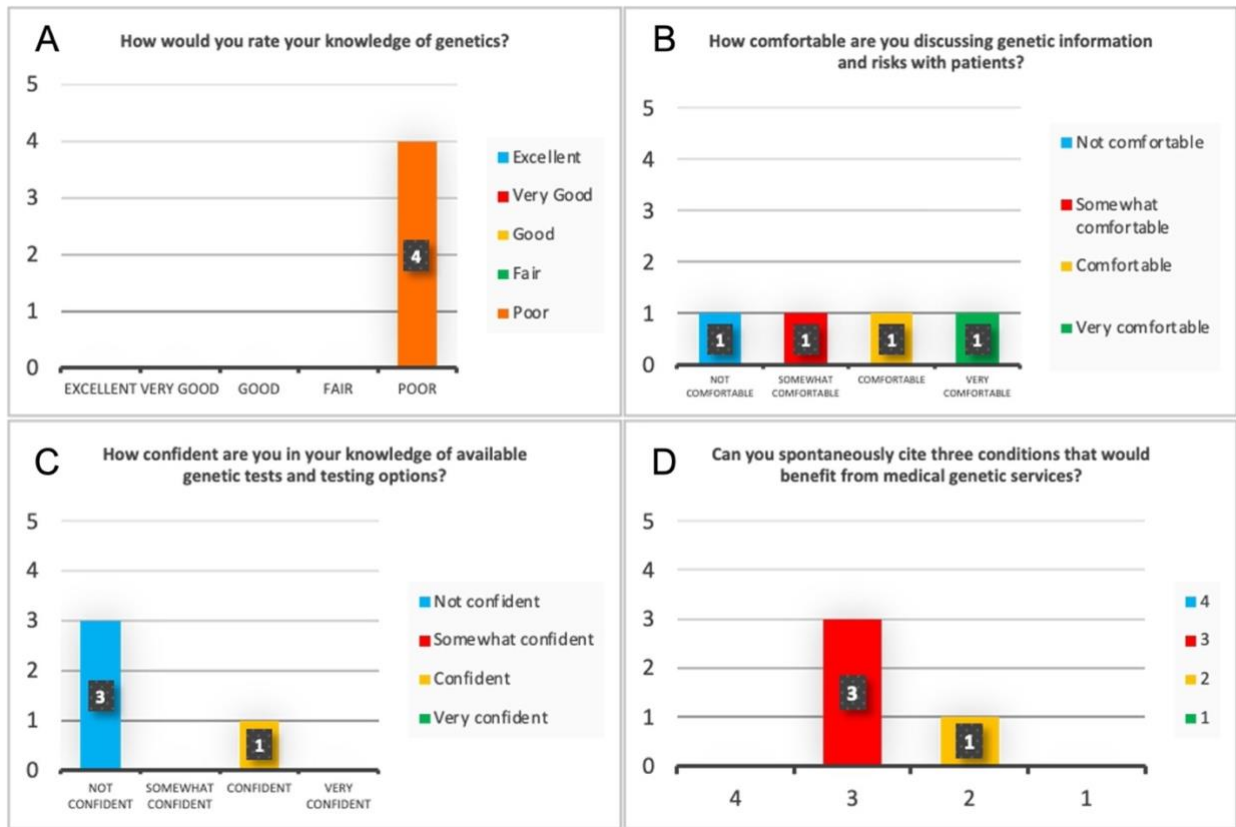 A
How would you rate your knowledge of genetics?
5
4
3
2
1
0
4
EXCELLENT VERY GOOD GOOD FAIR POOR
Excellent
Very Good
Good
Fair
Poor
B
How comfortable are you discussing genetic information
and risks with patients?
5
4
3
2
1
0
1 1 1 1
NOT COMFORTABLE
SOMEWHAT COMFORTABLE
COMFORTABLE
VERY COMFORTABLE
Not comfortable
Somewhat
comfortable
Comfortable
Very comfortable
C
How confident are you in your knowledge of available
genetic tests and testing options?
5
4
3
2
1
0
3 1
NOT CONFIDENT
SOMEWHAT CONFIDENT
CONFIDENT
VERY CONFIDENT
Not confident
Somewhat confident
Confident
Very confident
D
Can you spontaneously cite three conditions that would
benefit from medical genetic services?
5
4
3
2
1
0
3 1
4 3 2 1
4
3
2
1